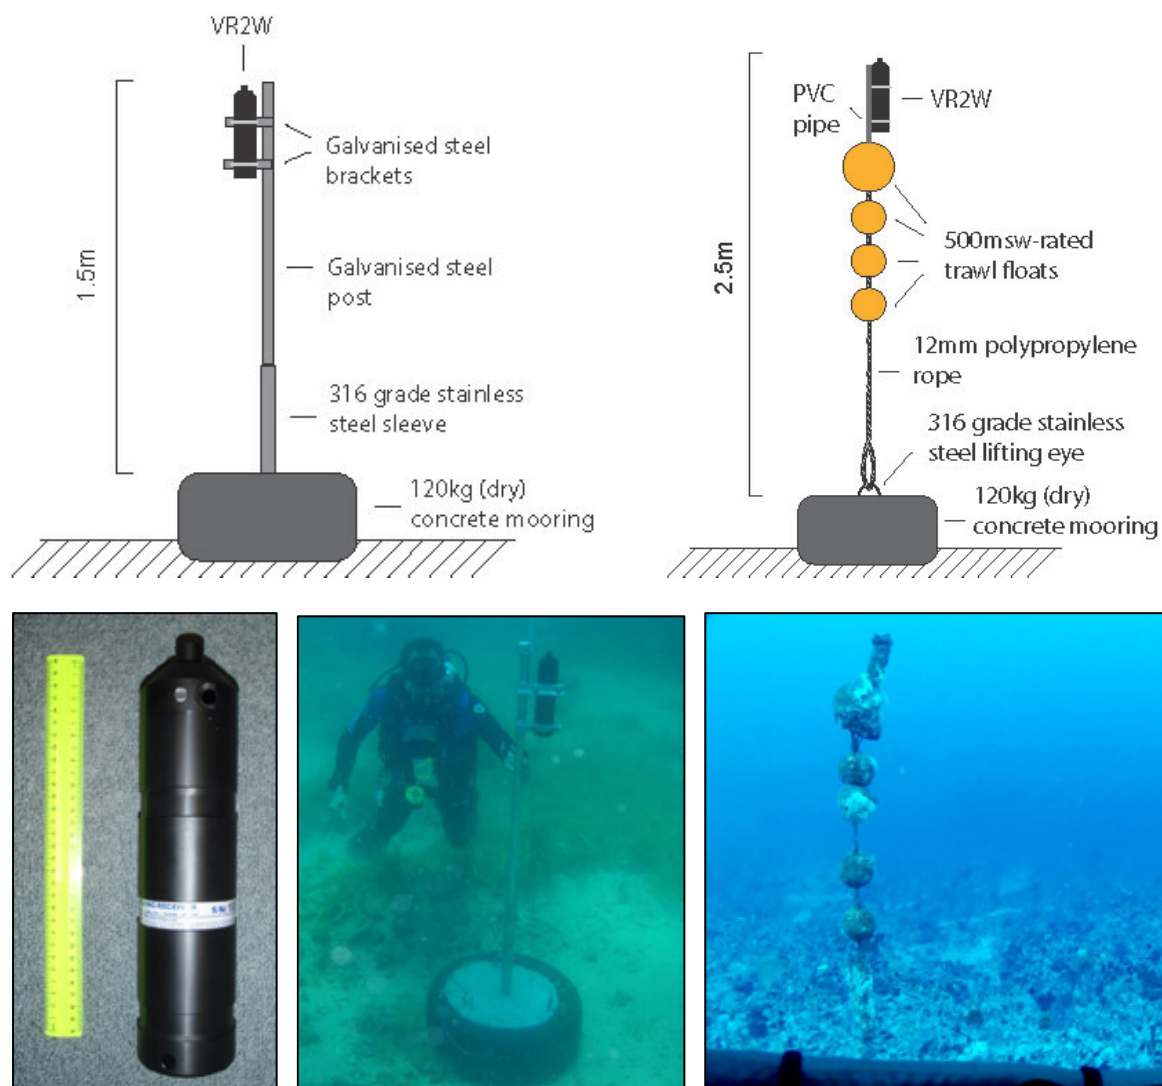 VR2W
1.5m
Galvanised steel
brackets
Galvanised steel
post
316 grade stainless
steel sleeve
120kg (dry)
concrete mooring
2.5m
PVC
pipe
VR2W
500msw-rated
trawl floats
12mm polypropylene
rope
316 grade stainless
steel lifting eye
120kg (dry)
concrete mooring